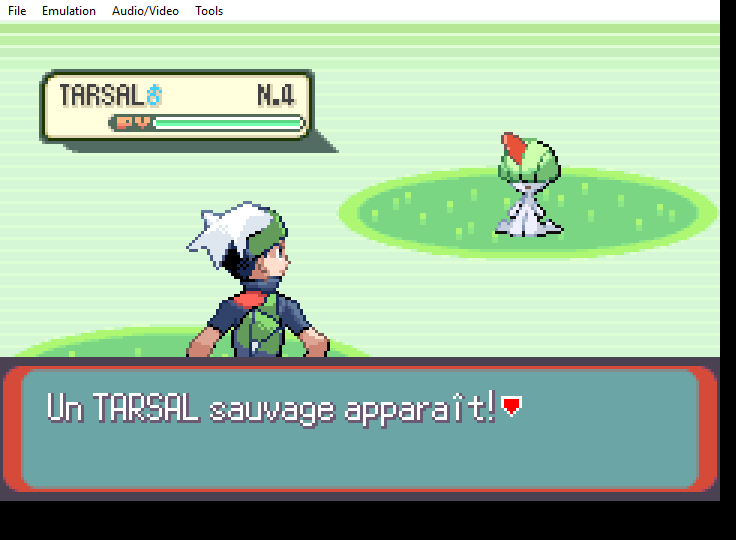 File Emulation Audio/Video Tools
TARSAL♂ N.4
PV
Un TARSAL sauvage apparaît!